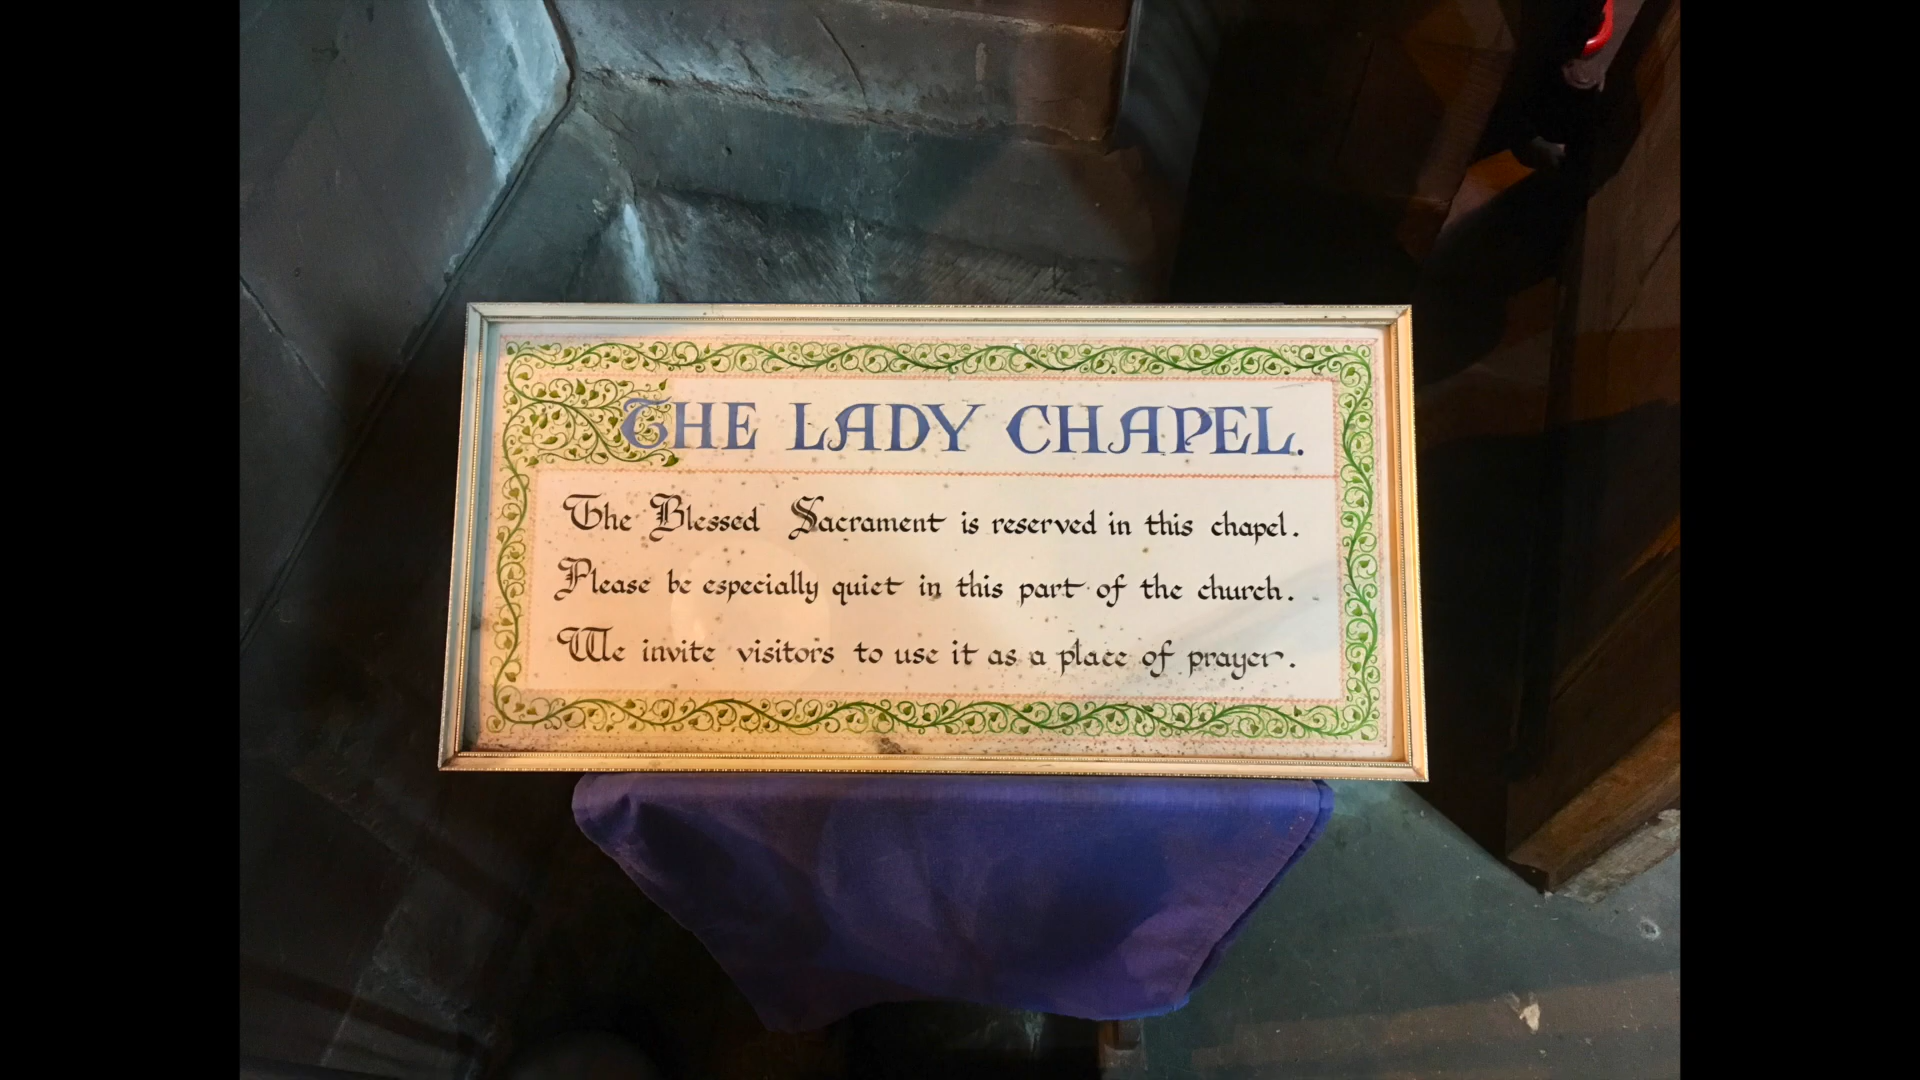 THE LADY CHAPEL.
The Blessed Sacrament is reserved in this chapel.
Please be especially quiet in this part of the church.
We invite visitors to use it as a place of prayer.